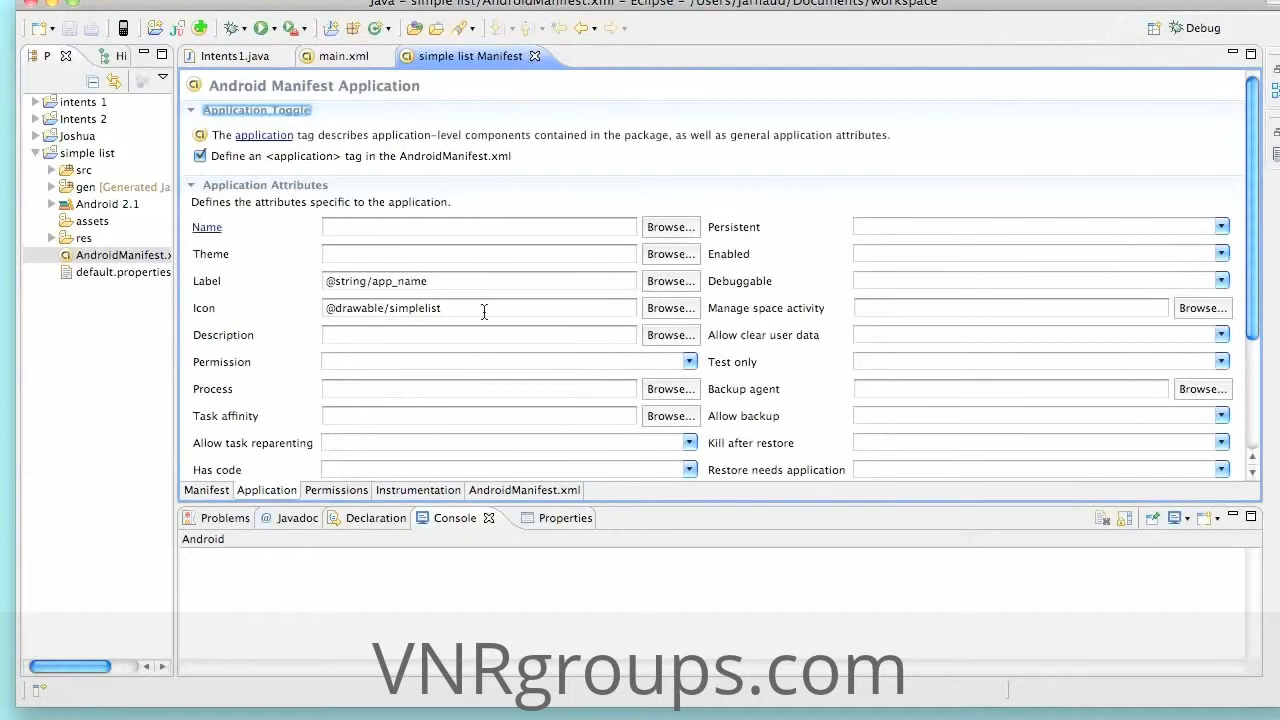 Java - simple list/AndroidManifest.xml - Eclipse - /Users/jarnaud/Documents/workspace
Debug
P
Hi
Intents1.java
main.xml
simple list Manifest
intents 1
Intents 2
Joshua
simple list
src
gen [Generated Ja
Android 2.1
assets
res
AndroidManifest.x
default.properties
Android Manifest Application
Application Toggle
The application tag describes application-level components contained in the package, as well as general application attributes.
Define an <application> tag in the AndroidManifest.xml
Application Attributes
Defines the attributes specific to the application.
Name Browse... Persistent
Theme Browse... Enabled
Label @string/app_name Browse... Debuggable
Icon @drawable/simplelist Browse... Manage space activity Browse...
Description Browse... Allow clear user data
Permission Test only
Process Browse... Backup agent Browse...
Task affinity Browse... Allow backup
Allow task reparenting Kill after restore
Has code Restore needs application
Manifest Application Permissions Instrumentation AndroidManifest.xml
Problems @ Javadoc Declaration Console Properties
Android
VNRgroups.com